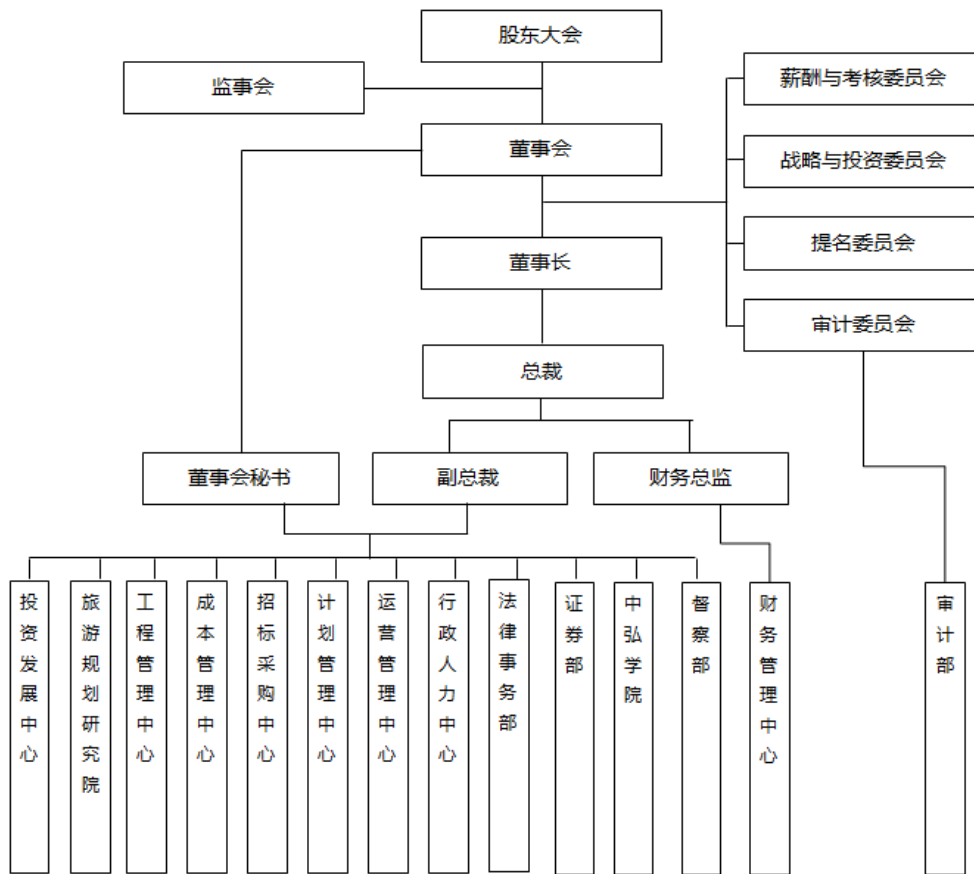 股东大会
监事会
薪酬与考核委员会
董事会
战略与投资委员会
提名委员会
董事长
审计委员会
总裁
董事会秘书
副总裁
财务总监
投资发展中心
旅游规划研究院
工程管理中心
成本管理中心
招标采购中心
计划管理中心
运营管理中心
行政人力中心
法律事务部
证券部
中弘学院
督察部
财务管理中心
审计部